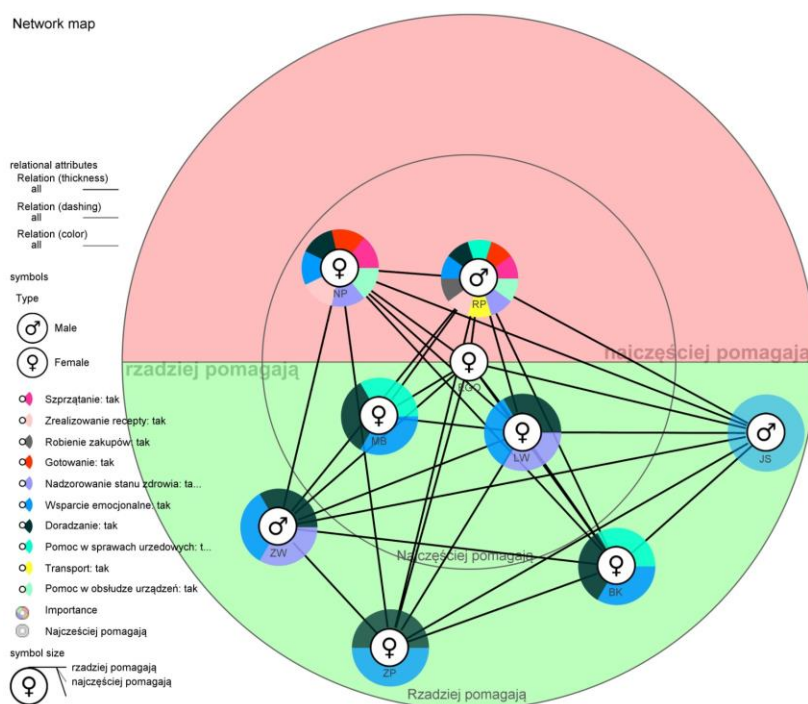 Network map
relational attributes
Relation (thickness)
all
Relation (dashing)
all
Relation (color)
all
symbols
Type
Male
Female
Szprzątanie: tak
Zrealizowanie recepty: tak
Robienie zakupów: tak
Gotowanie: tak
Nadzorowanie stanu zdrowia: ta...
Wsparcie emocjonalne: tak
Doradzanie: tak
Pomoc w sprawach urzedowych: t...
Transport: tak
Pomoc w obsłudze urządzeń: tak
Importance
Najcześciej pomagają
symbol size
rzadziej pomagają
najczęściej pomagają
NP
RP
rzadziej pomagają
najczęściej pomagają
EGO
MB
LW
JS
ZW
Najcześciej pomagają
BK
ZP
Rzadziej pomagają